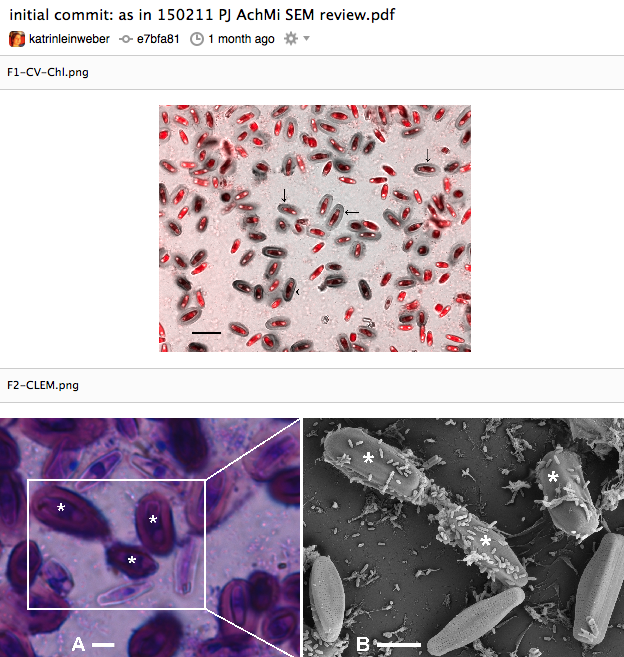 initial commit: as in 150211 PJ AchMi SEM review.pdf
katrinleinweber e7bfa81 1 month ago
F1-CV-Chl.png
F2-CLEM.png
* * *
* * *
A B